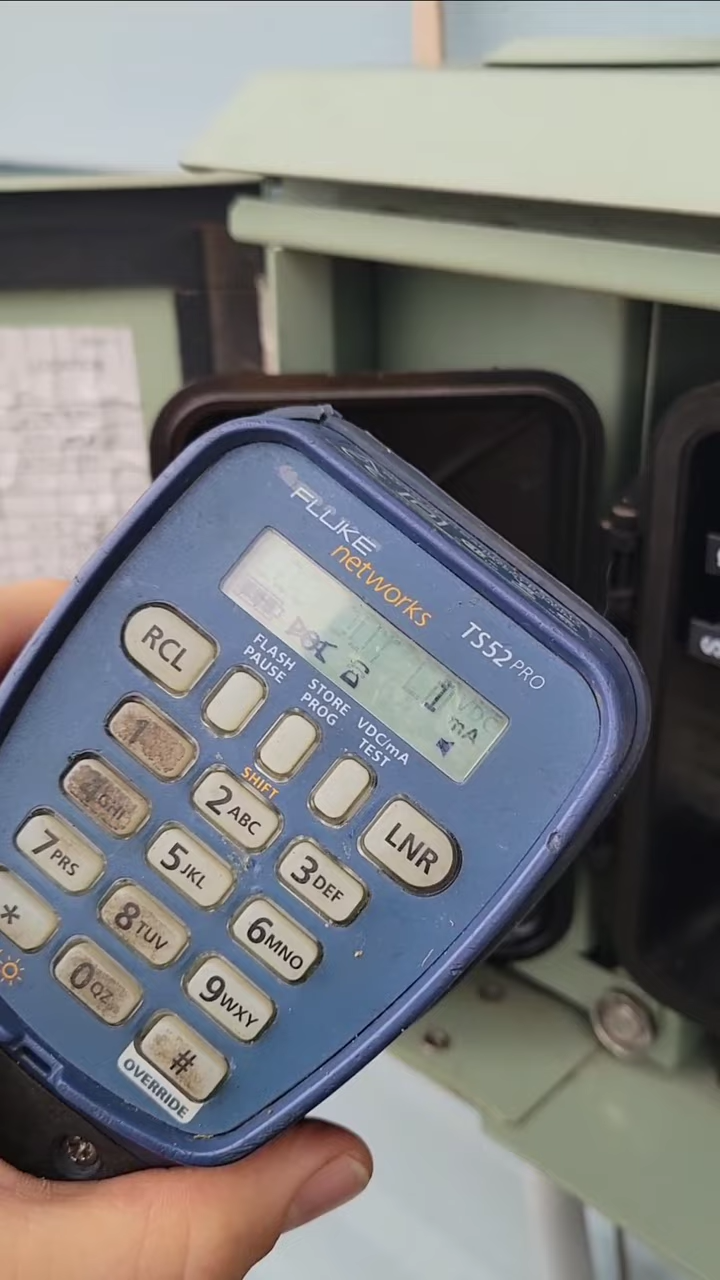 FLUKE
networks
TS52 PRO
mA
RCL
FLASH
PAUSE
STORE
PROG
VDC/mA
TEST
SHIFT
LNR
1
2 ABC
3 DEF
4 GHI
5 JKL
6 MNO
7 PRS
8 TUV
9 WXY
*
0 QZ
#
OVERRIDE